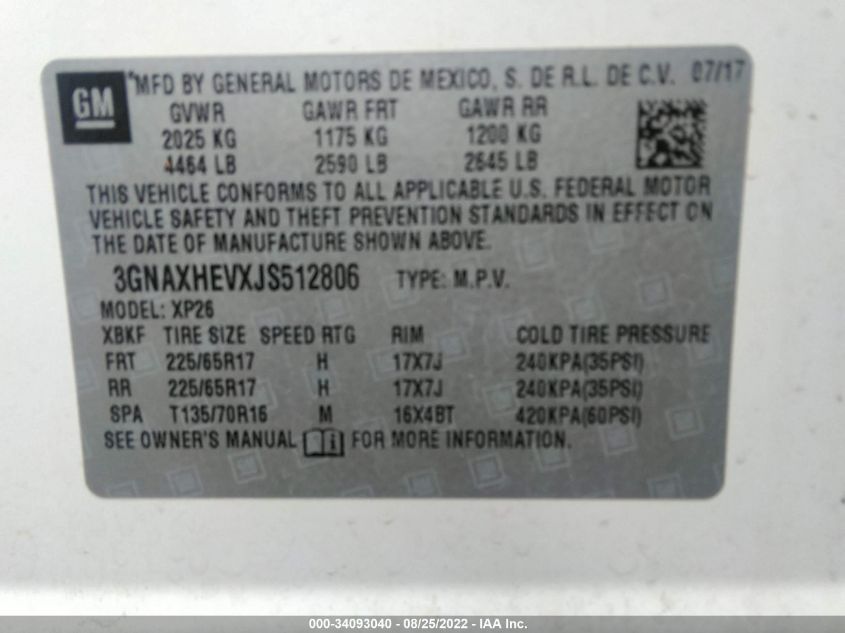 GM
*MFD BY GENERAL MOTORS DE MEXICO, S. DE R.L. DE C.V. 07/17
GVWR GAWR FRT GAWR RR
2025 KG 1175 KG 1200 KG
4464 LB 2590 LB 2645 LB
THIS VEHICLE CONFORMS TO ALL APPLICABLE U.S. FEDERAL MOTOR
VEHICLE SAFETY AND THEFT PREVENTION STANDARDS IN EFFECT ON
THE DATE OF MANUFACTURE SHOWN ABOVE.
3GNAXHEVXJS512806 TYPE: M.P.V.
MODEL: XP26
XBKF TIRE SIZE SPEED RTG RIM COLD TIRE PRESSURE
FRT 225/65R17 H 17X7J 240KPA(35PSI)
RR 225/65R17 H 17X7J 240KPA(35PSI)
SPA T135/70R16 M 16X4BT 420KPA(60PSI)
SEE OWNER'S MANUAL FOR MORE INFORMATION.
000-34093040 - 08/25/2022 - IAA Inc.